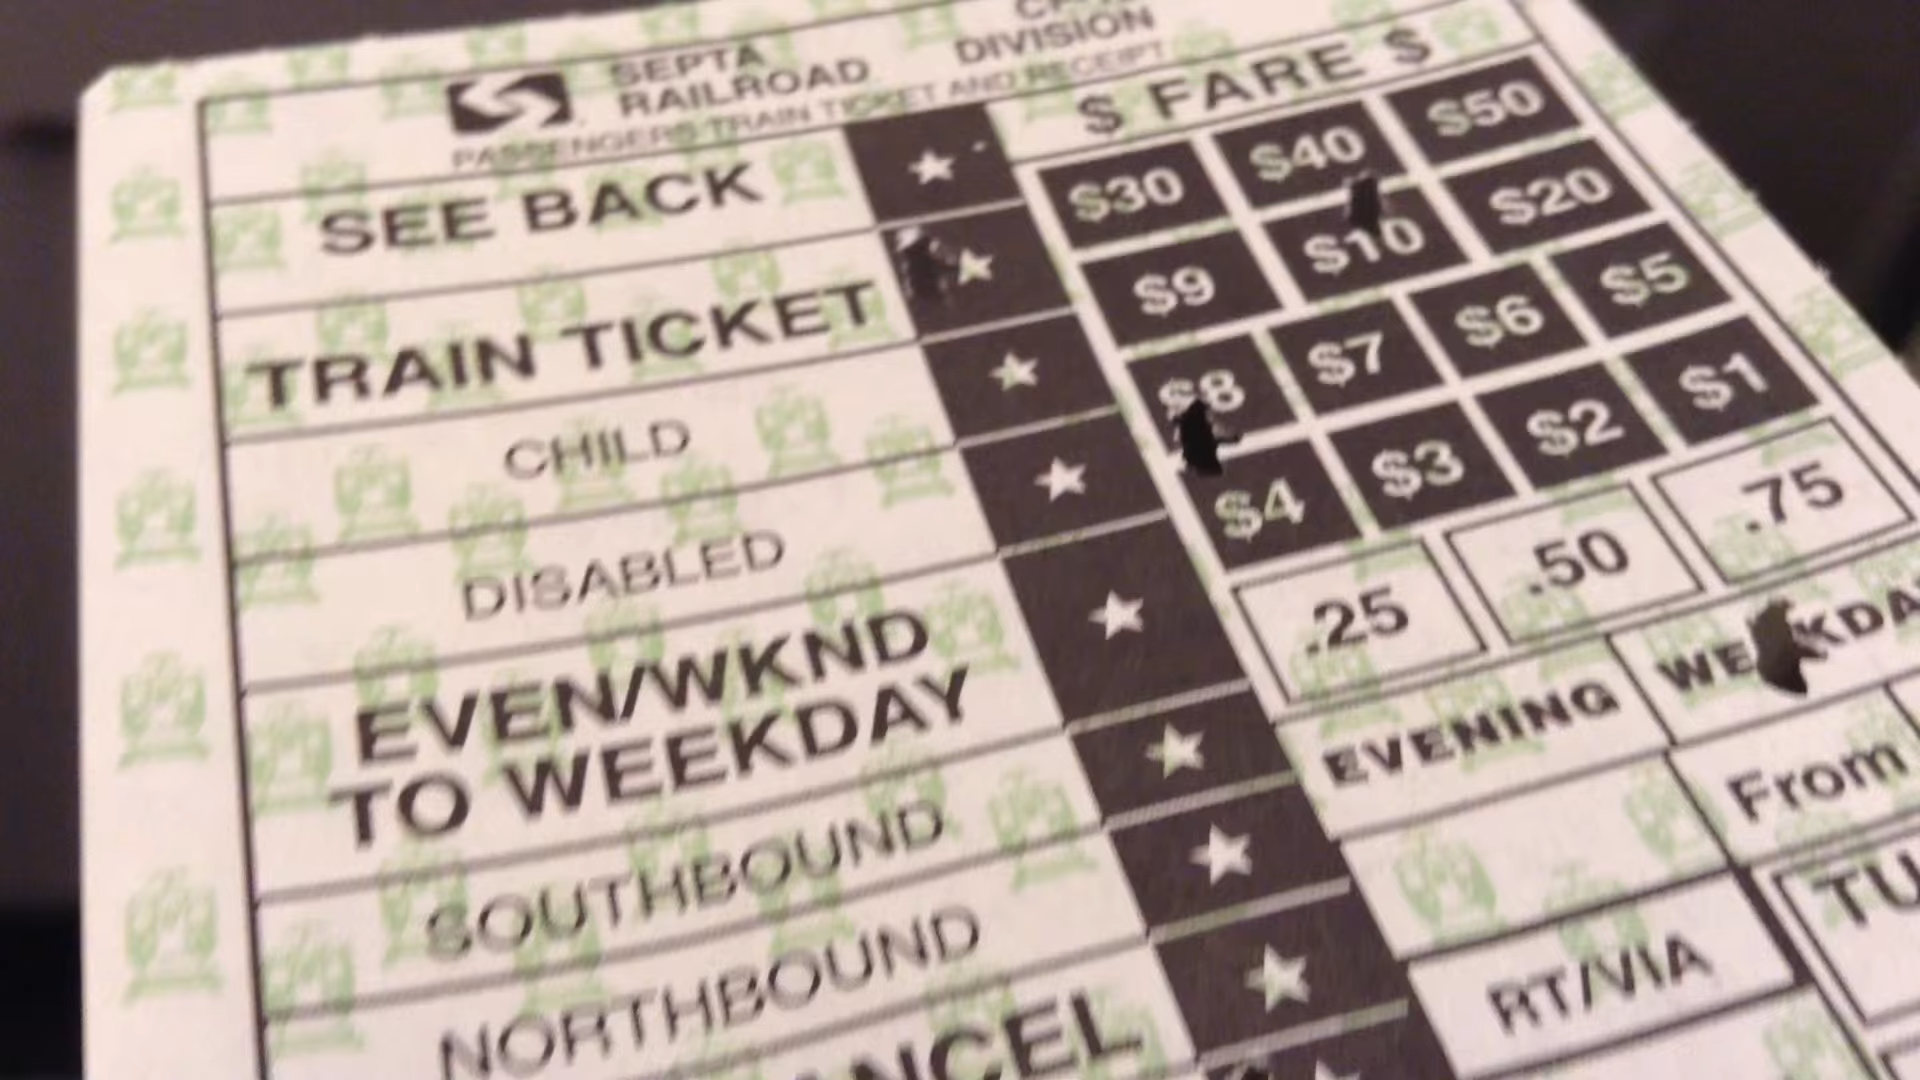 SEPTA
RAILROAD
DIVISION
PASSENGERS TRAIN TICKET AND RECEIPT
SEE BACK
TRAIN TICKET
CHILD
DISABLED
EVEN/WKND
TO WEEKDAY
SOUTHBOUND
NORTHBOUND
$ FARE $
$30 $40 $50
$9 $10 $20
$8 $7 $6 $5
$4 $3 $2 $1
.25 .50 .75
EVENING
From
RT/VIA